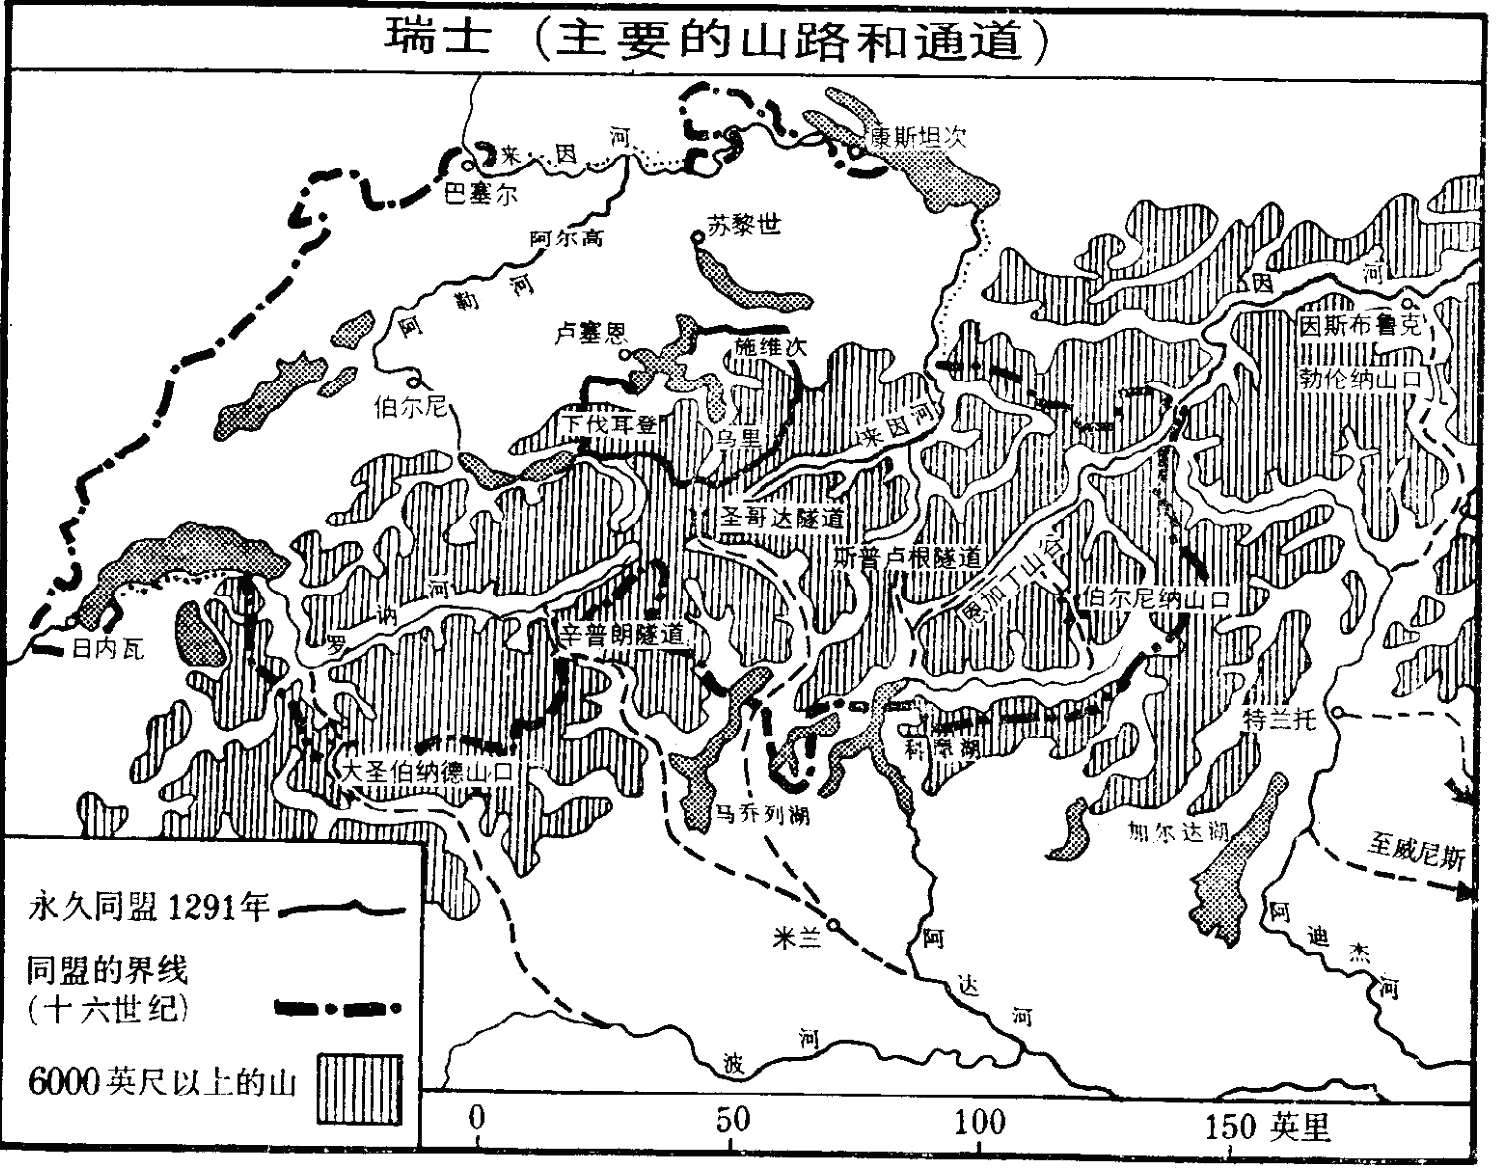 瑞士（主要的山路和通道）
来因河
康斯坦次
巴塞尔
苏黎世
阿尔高
阿勒河
因河
卢塞恩
施维次
因斯布鲁克
勃伦纳山口
伯尔尼
下伐耳登
乌里
来因河
圣哥达隧道
斯普卢根隧道
恩加丁山谷
伯尔尼纳山口
罗讷河
辛普朗隧道
日内瓦
特兰托
科摩湖
大圣伯纳德山口
马乔列湖
加尔达湖
至威尼斯
米兰
阿达河
阿迪杰河
波河
永久同盟1291年
同盟的界线
(十六世纪)
6000英尺以上的山
0 50 100 150 英里